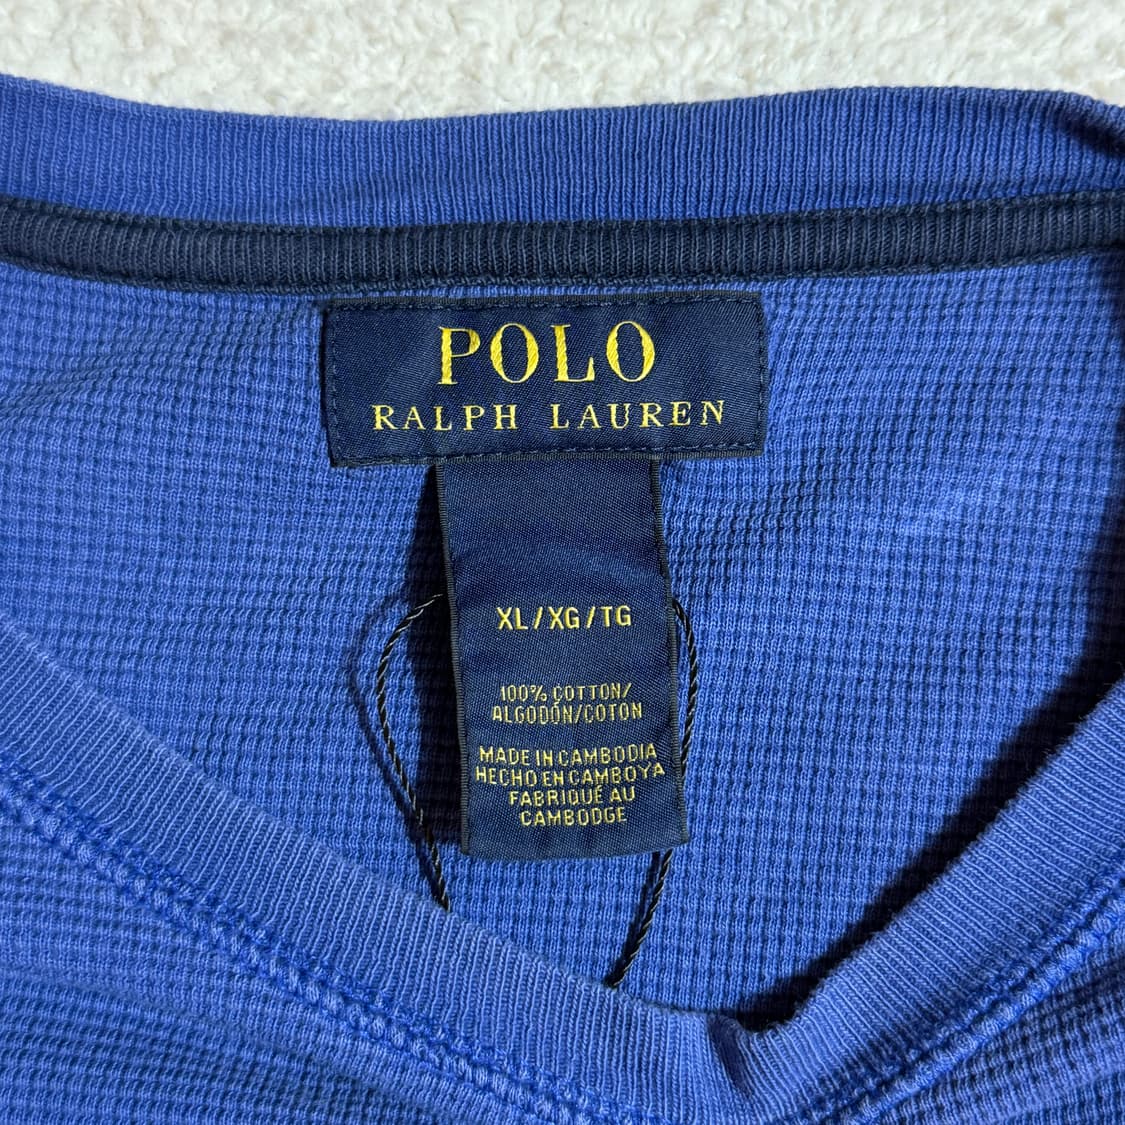 POLO
RALPH LAUREN
XL/XG/TG
100% COTTON/
ALGODÓN/COTON
MADE IN CAMBODIA
HECHO EN CAMBOYA
FABRIQUÉ AU
CAMBODGE